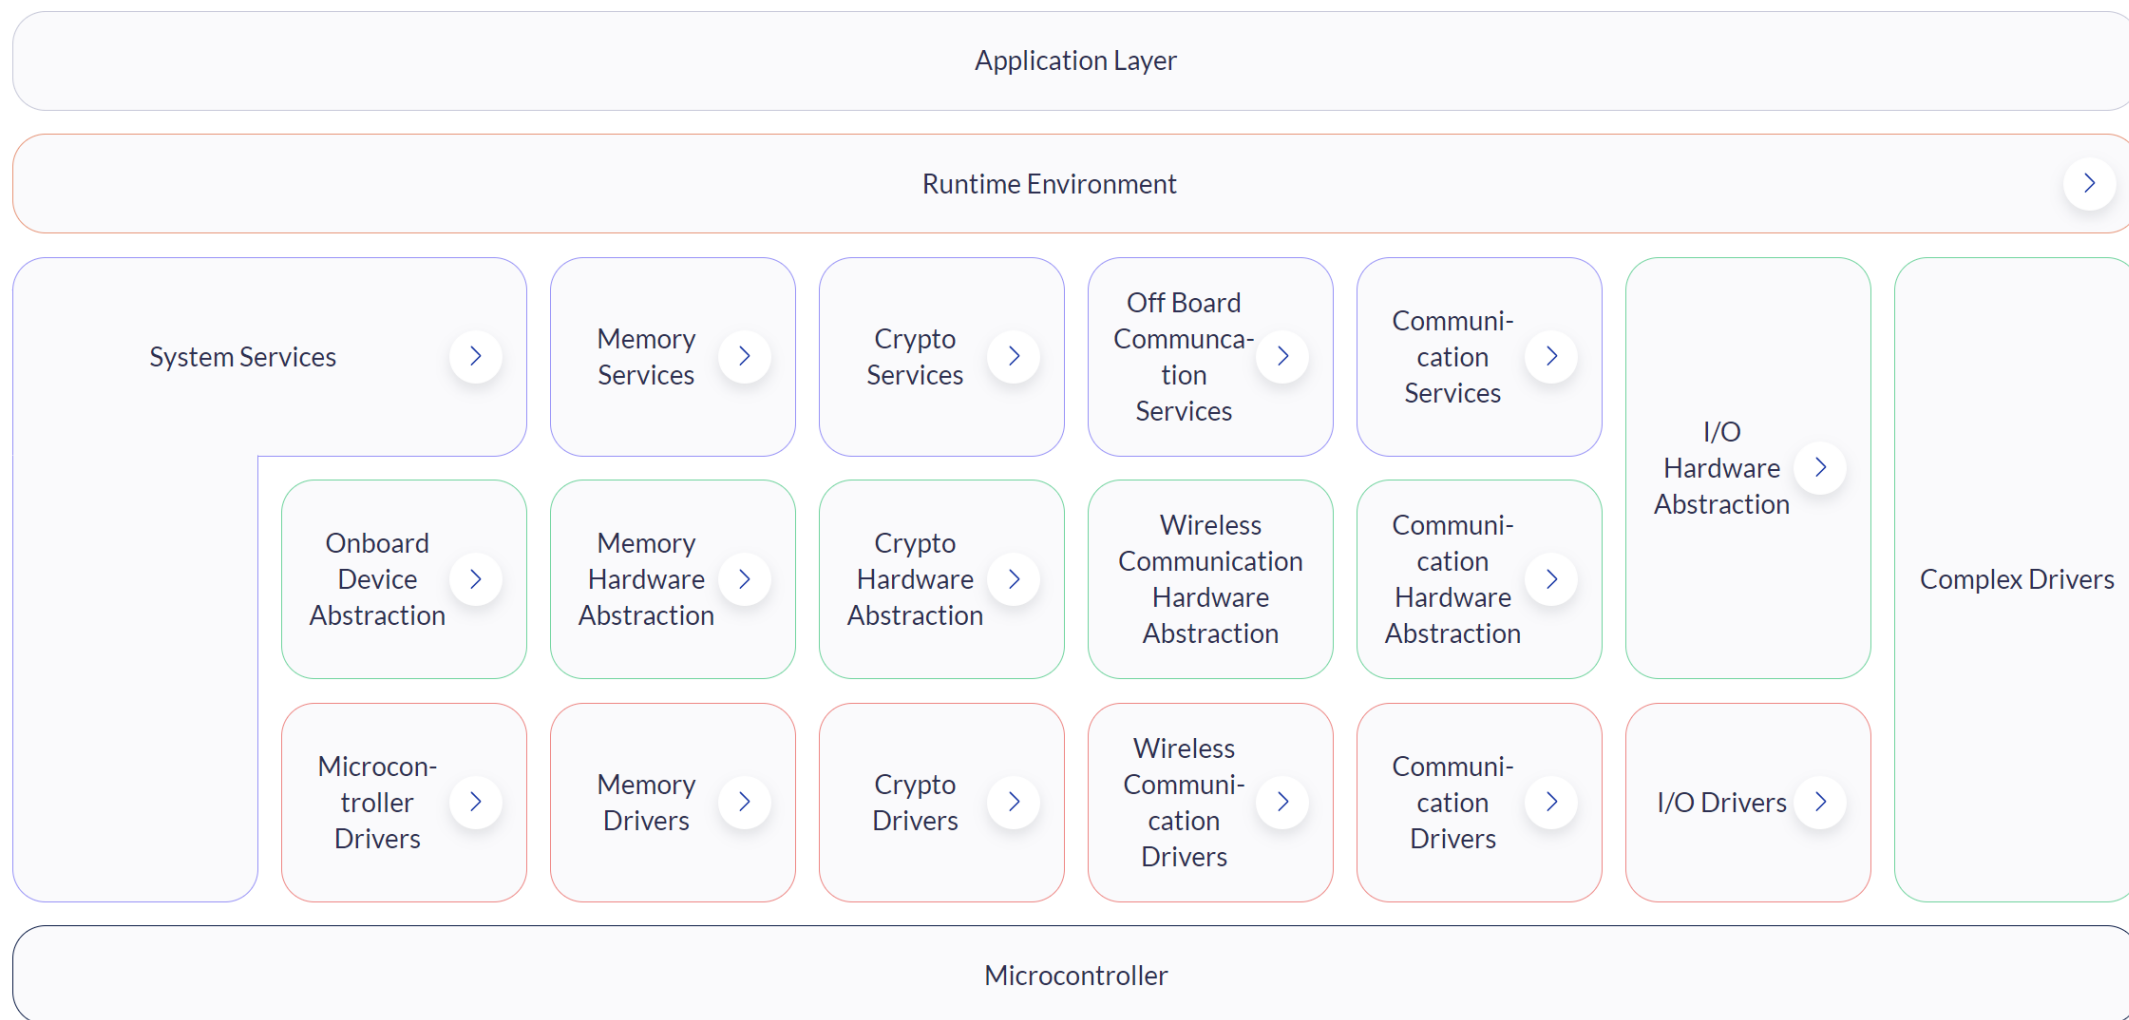 Application Layer
Runtime Environment
System Services
Memory
Services
Crypto
Services
Off Board
Communca-
tion
Services
Communi-
cation
Services
I/O
Hardware
Abstraction
Complex Drivers
Onboard
Device
Abstraction
Memory
Hardware
Abstraction
Crypto
Hardware
Abstraction
Wireless
Communication
Hardware
Abstraction
Communi-
cation
Hardware
Abstraction
Microcon-
troller
Drivers
Memory
Drivers
Crypto
Drivers
Wireless
Communi-
cation
Drivers
Communi-
cation
Drivers
I/O Drivers
Microcontroller